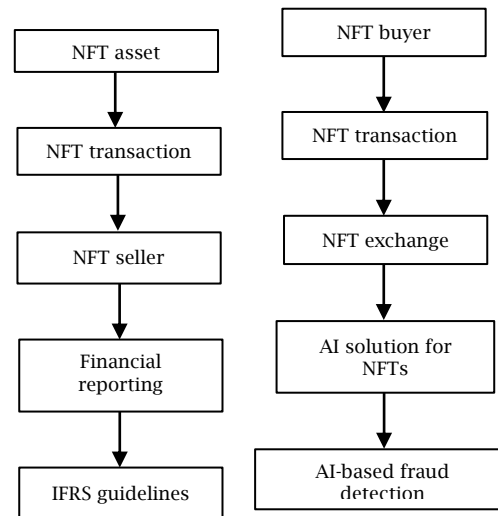 NFT asset
NFT transaction
NFT seller
Financial
reporting
IFRS guidelines
NFT buyer
NFT transaction
NFT exchange
AI solution for
NFTs
AI-based fraud
detection